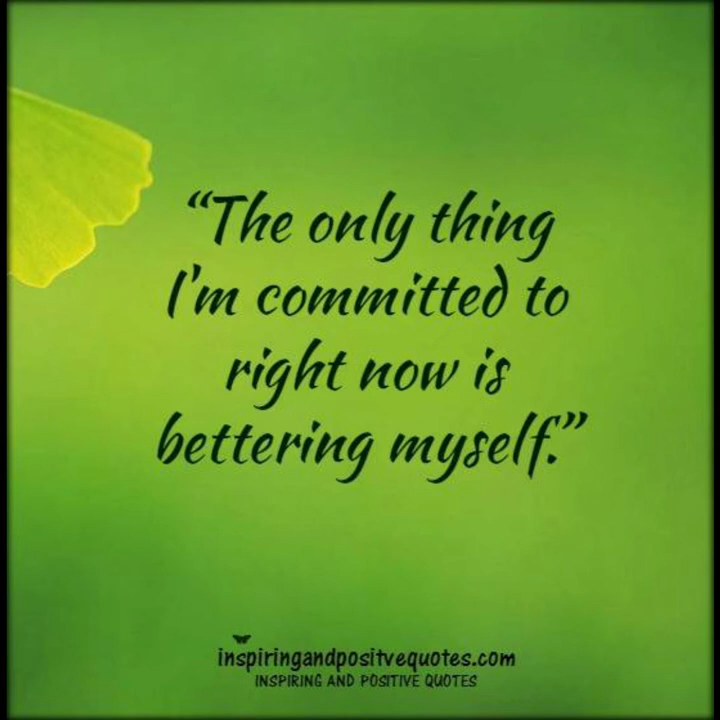 “The only thing
I'm committed to
right now is
bettering myself.”
inspiringandpositvequotes.com
INSPIRING AND POSITIVE QUOTES